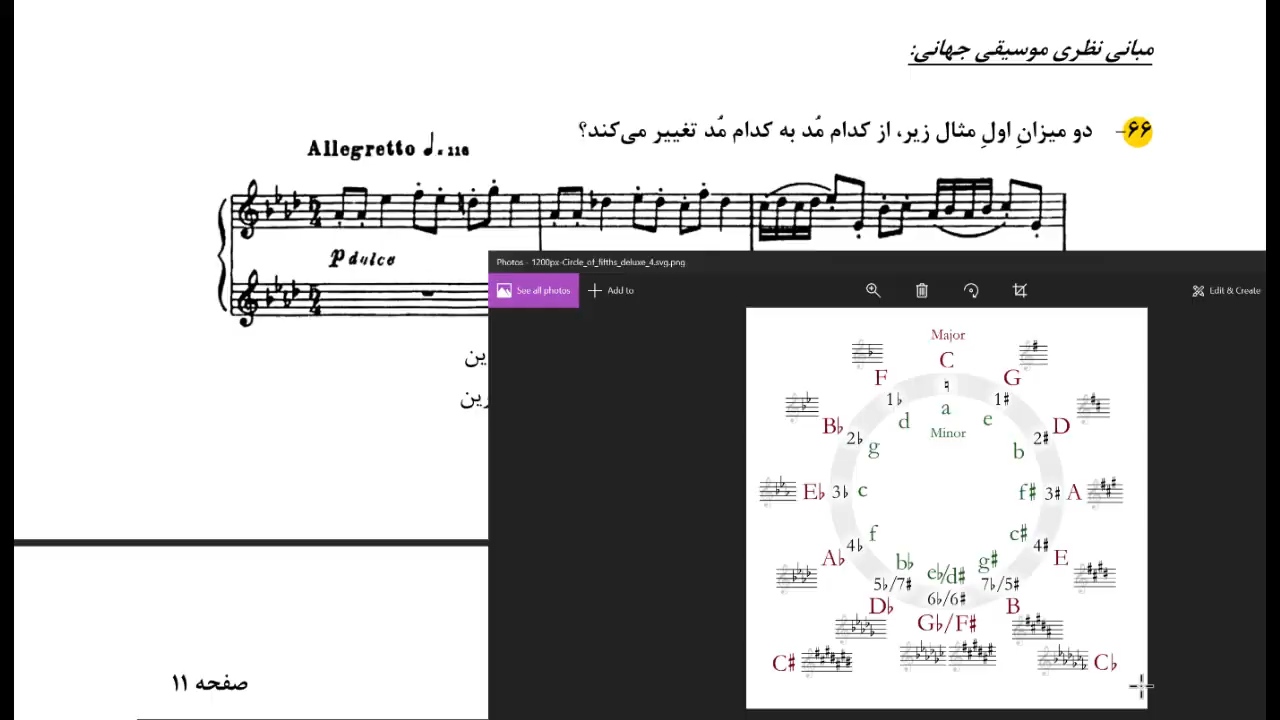 مبانی نظری موسیقی جهانی:
۶۶- دو میزانِ اولِ مثال زیر، از کدام مُد به کدام مُد تغییر می‌کند؟
Allegretto ♩. 116
p dolce
Photos - 1200px-Circle_of_fifths_deluxe_4.svg.png
See all photos
Add to
Edit & Create
ین
رین
Major
C
F
G
♮
1♭
1♯
a
d
e
Minor
B♭
D
2♭
2♯
g
b
E♭
3♭
c
f♯
3♯
A
f
c♯
4♭
4♯
A♭
E
b♭
e♭/d♯
g♯
5♭/7♯
6♭/6♯
7♭/5♯
D♭
G♭/F♯
B
C♯
C♭
صفحه ۱۱